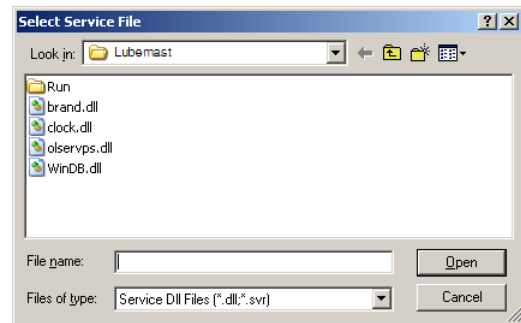 Select Service File
Look in: Lubemast
Run
brand.dll
clock.dll
olservps.dll
WinDB.dll
File name: Open
Files of type: Service Dll Files (*.dll;*.svr) Cancel